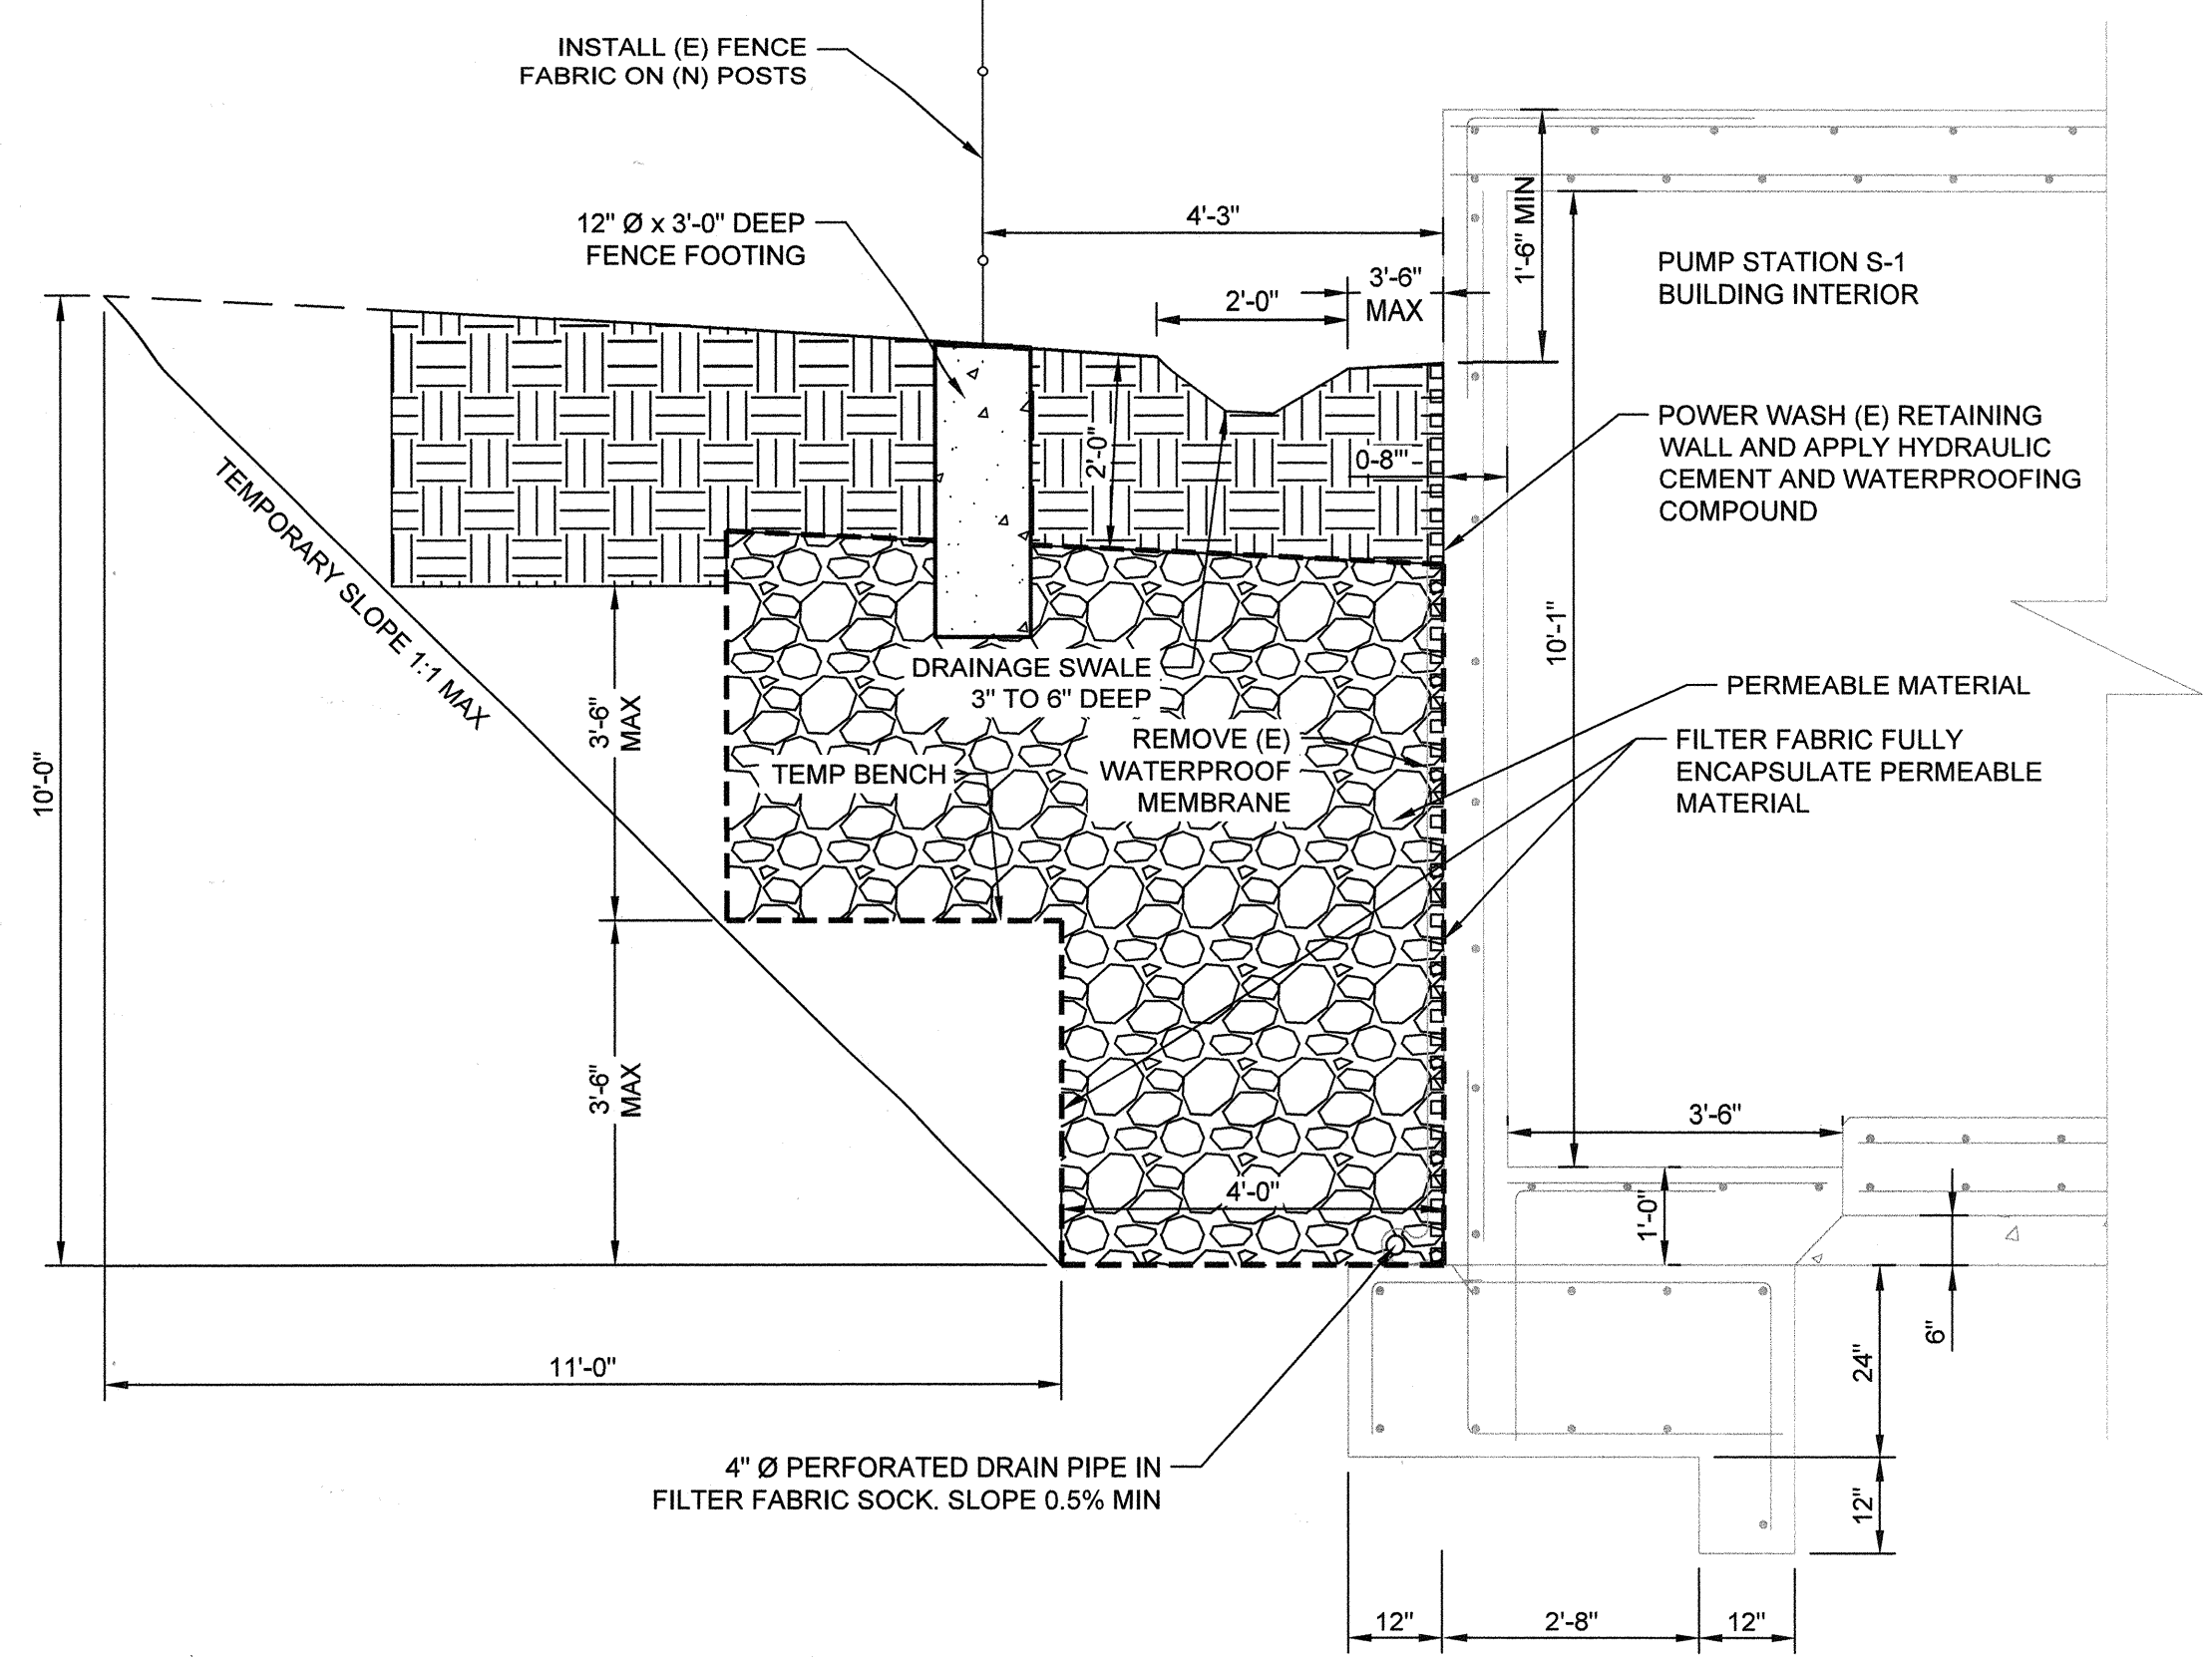 INSTALL (E) FENCE
FABRIC ON (N) POSTS
12" Ø x 3'-0" DEEP
FENCE FOOTING
4'-3"
3'-6"
MAX
2'-0"
1'-6" MIN
PUMP STATION S-1
BUILDING INTERIOR
POWER WASH (E) RETAINING
WALL AND APPLY HYDRAULIC
CEMENT AND WATERPROOFING
COMPOUND
0-8'"
2'-0"
TEMPORARY SLOPE 1:1 MAX
10'-1"
DRAINAGE SWALE
3" TO 6" DEEP
PERMEABLE MATERIAL
FILTER FABRIC FULLY
ENCAPSULATE PERMEABLE
MATERIAL
REMOVE (E)
WATERPROOF
MEMBRANE
TEMP BENCH
3'-6"
MAX
10'-0"
3'-6"
MAX
3'-6"
4'-0"
1'-0"
6"
24"
11'-0"
4" Ø PERFORATED DRAIN PIPE IN
FILTER FABRIC SOCK. SLOPE 0.5% MIN
12"
12"
2'-8"
12"